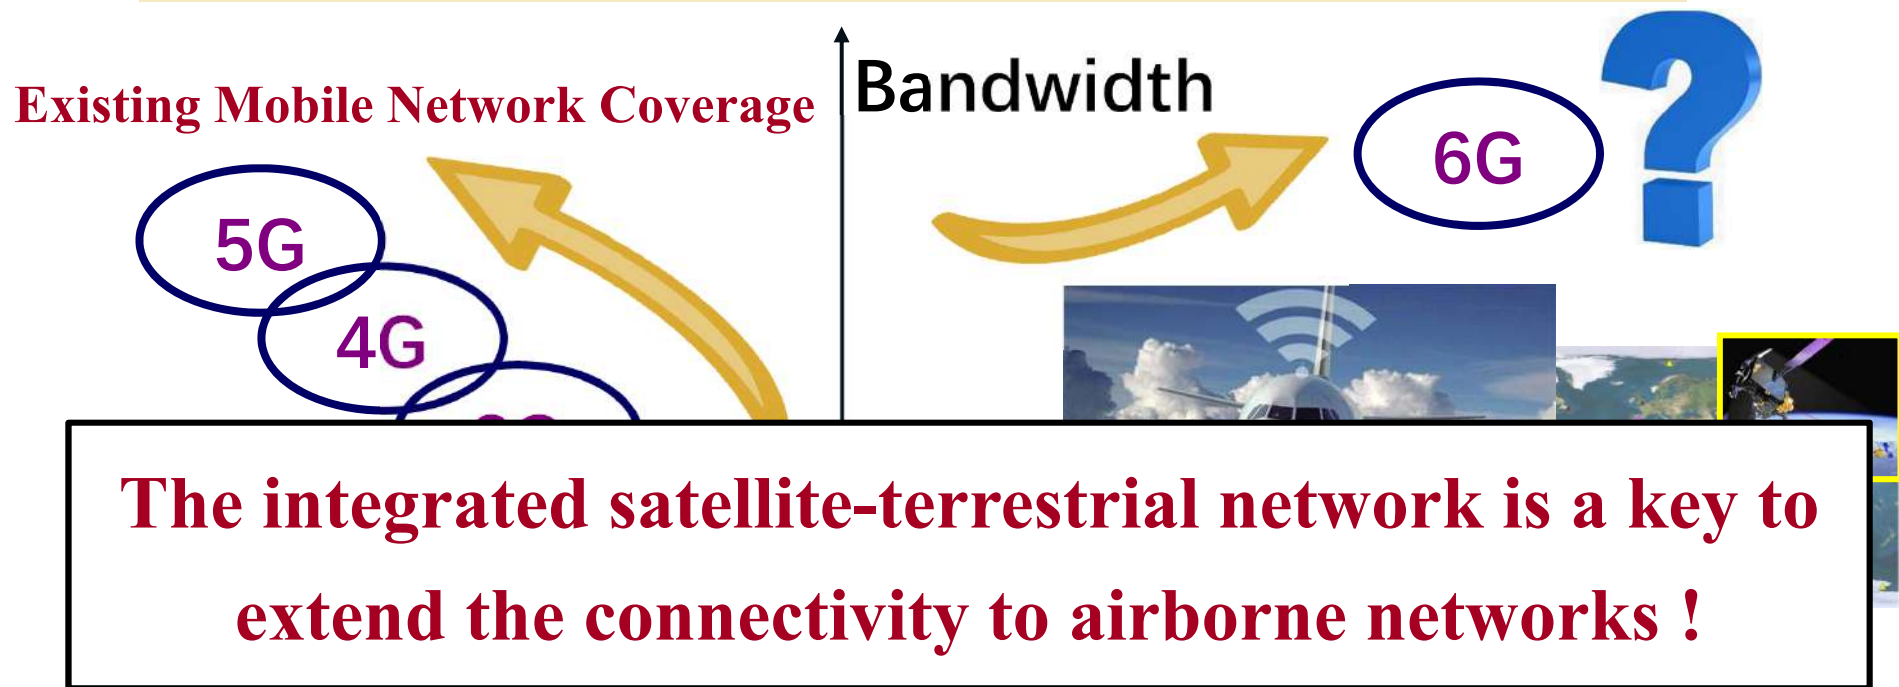 Existing Mobile Network Coverage
Bandwidth
6G
5G
4G
The integrated satellite-terrestrial network is a key to
extend the connectivity to airborne networks !